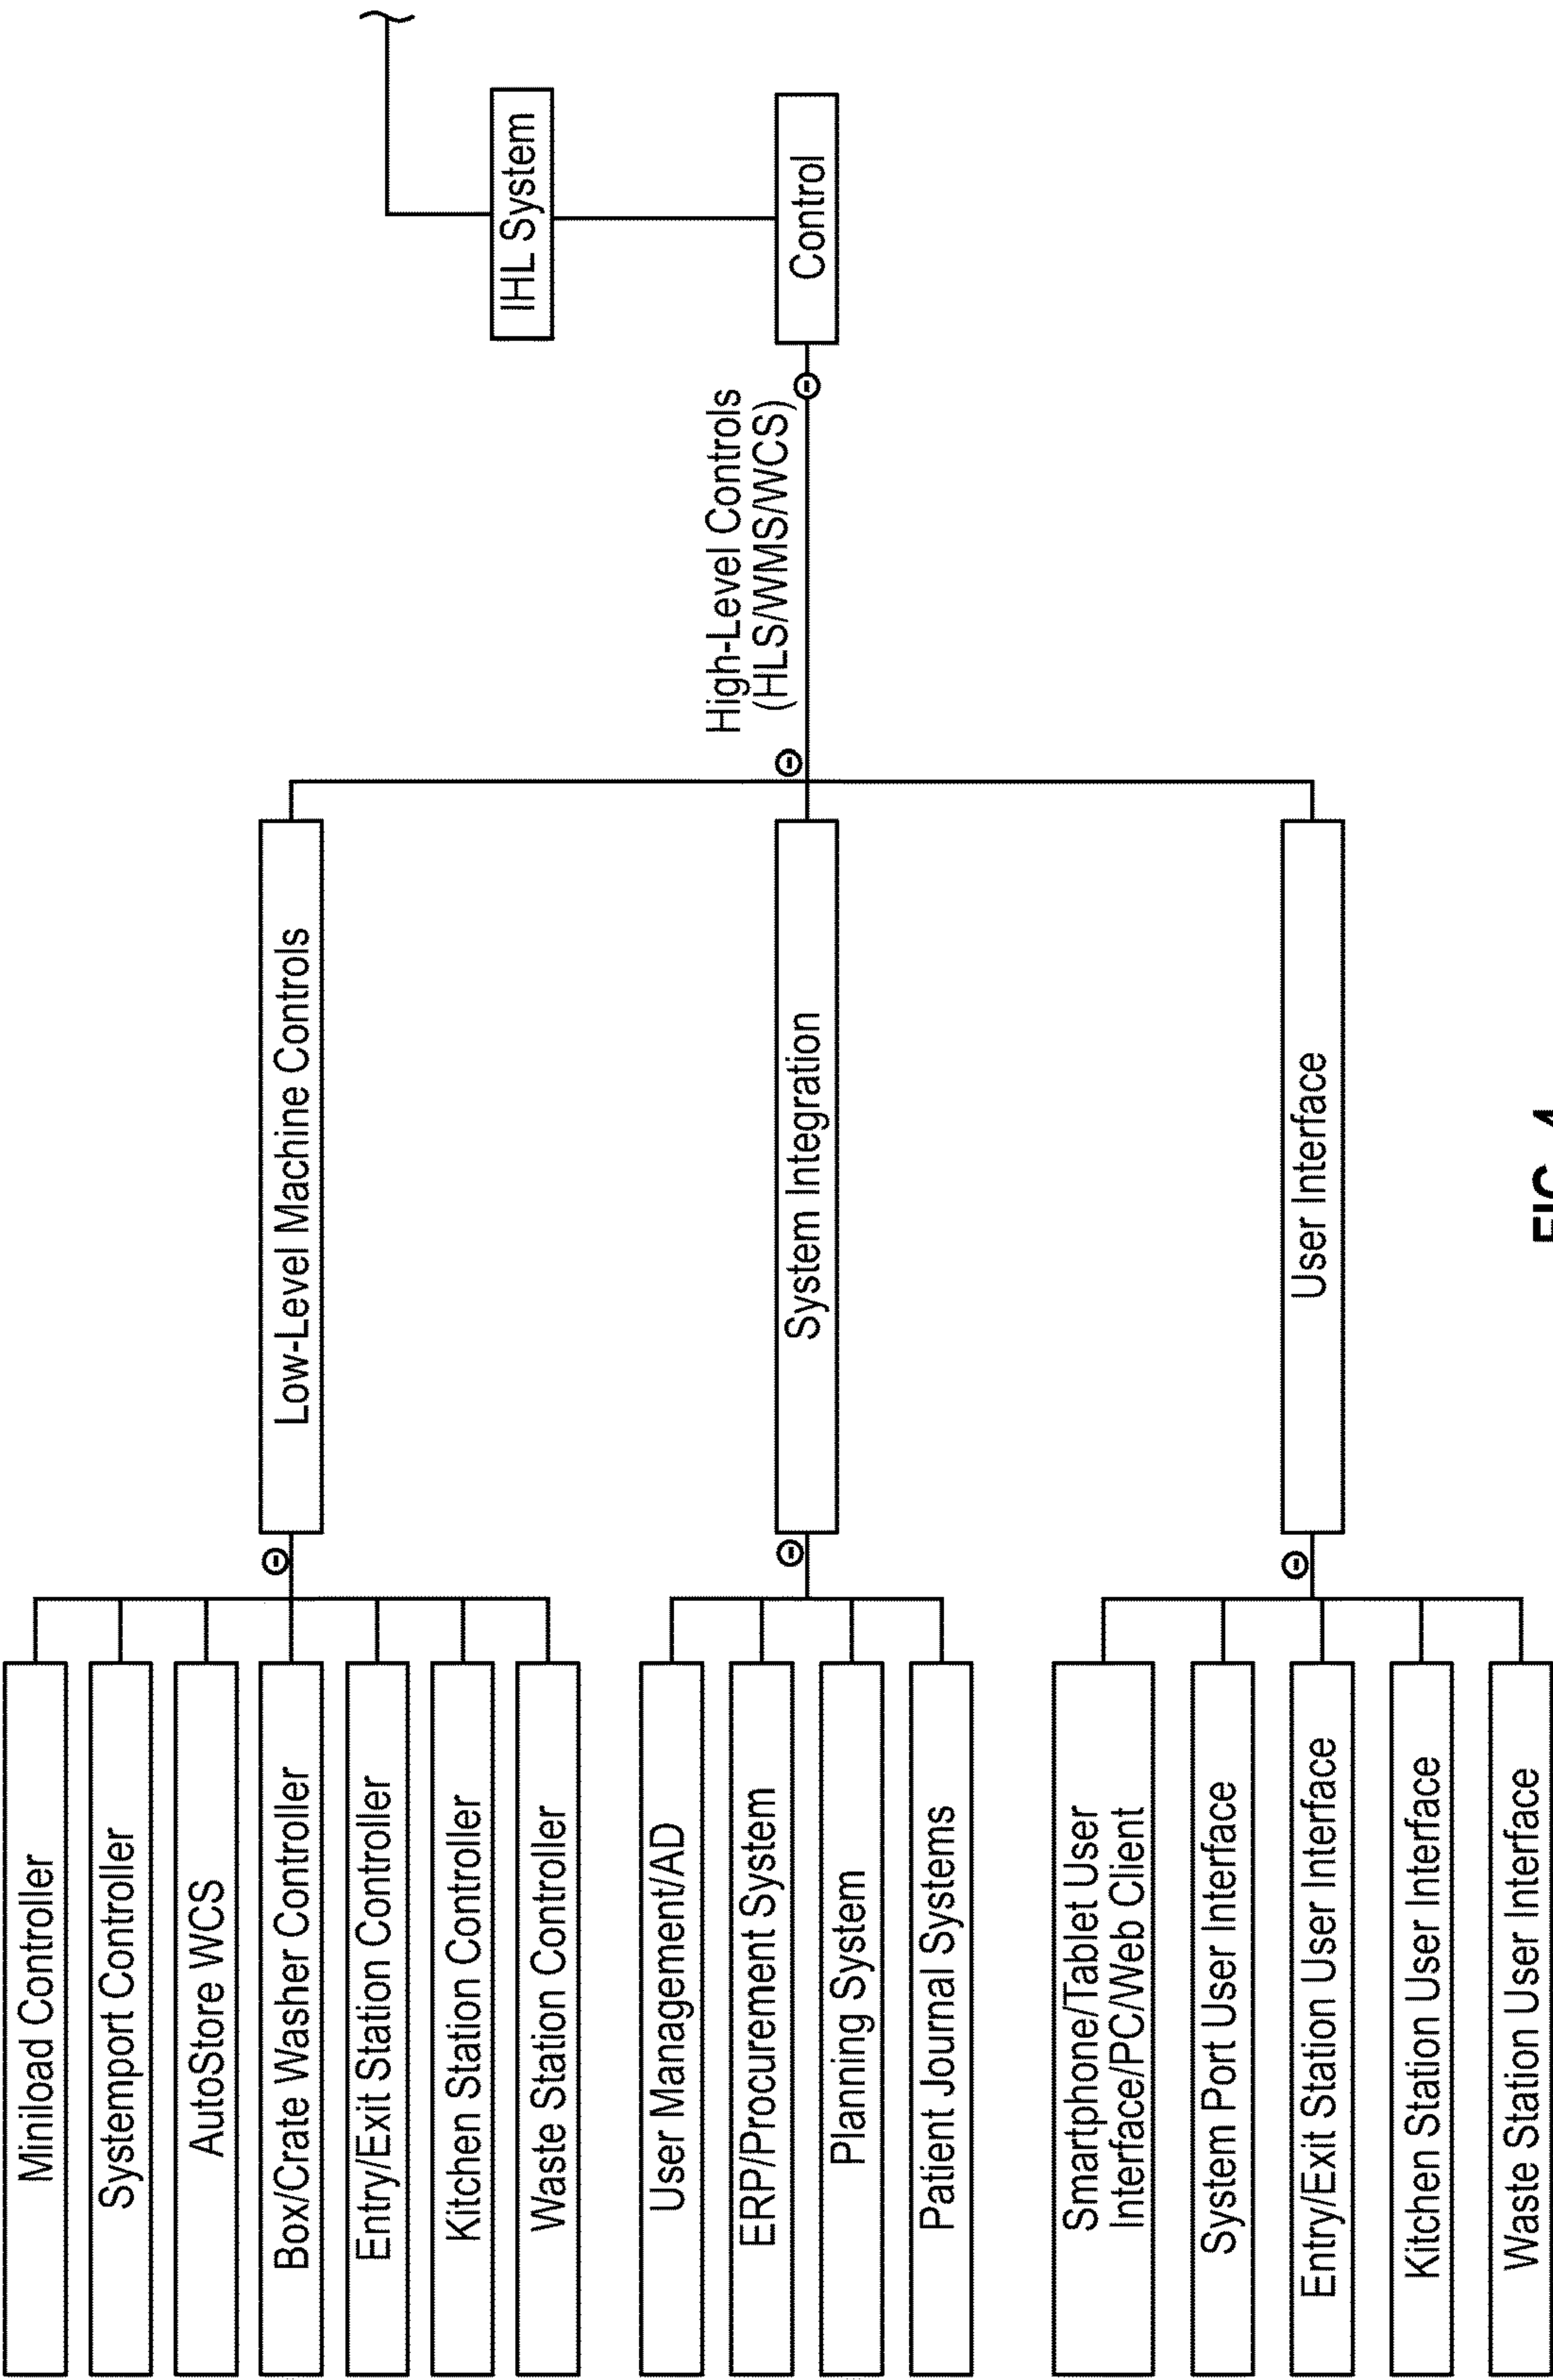 Miniload Controller
Systemport Controller
AutoStore WCS
Box/Crate Washer Controller
Entry/Exit Station Controller
Kitchen Station Controller
Waste Station Controller
User Management/AD
ERP/Procurement System
Planning System
Patient Journal Systems
Smartphone/Tablet User
Interface/PC/Web Client
System Port User Interface
Entry/Exit Station User Interface
Kitchen Station User Interface
Waste Station User Interface
Low-Level Machine Controls
System Integration
User Interface
High-Level Controls
(HLS/WMS/WCS)
IHL System
Control
FIG. 4